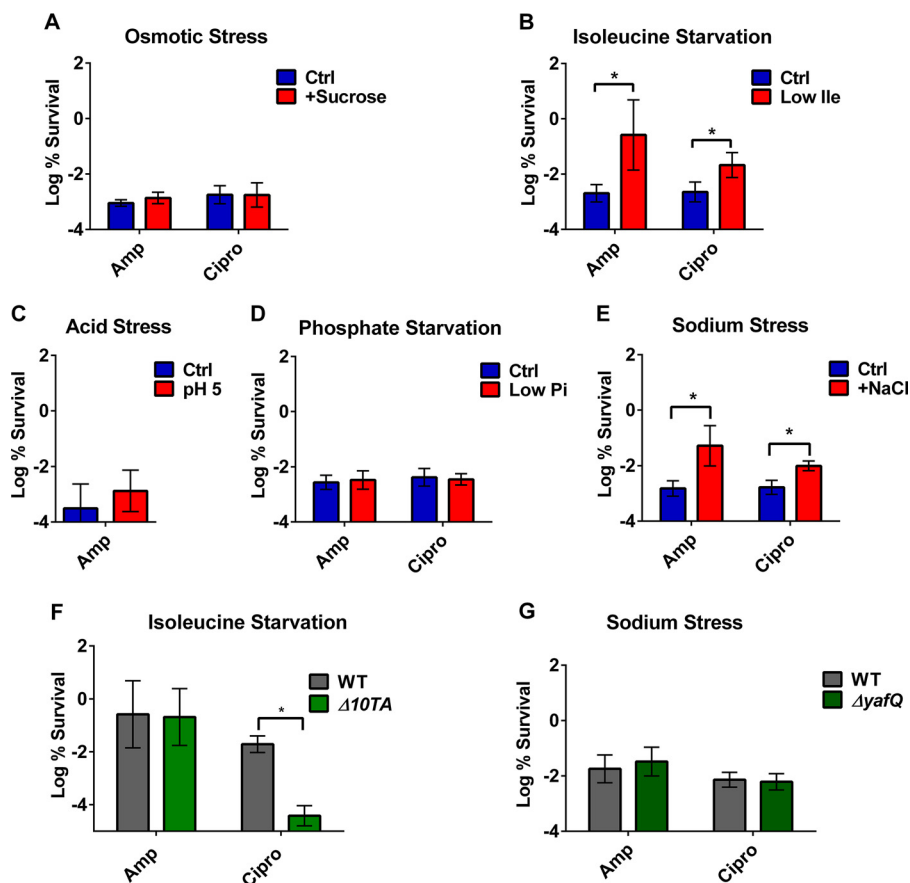 A
Osmotic Stress
Ctrl
+Sucrose
Log % Survival
2
0
-2
-4
Amp
Cipro
B
Isoleucine Starvation
Ctrl
Low Ile
Log % Survival
2
0
-2
-4
*
*
Amp
Cipro
C
Acid Stress
Ctrl
pH 5
Log % Survival
2
0
-2
-4
Amp
D
Phosphate Starvation
Ctrl
Low Pi
Log % Survival
2
0
-2
-4
Amp
Cipro
E
Sodium Stress
Ctrl
+NaCl
Log % Survival
2
0
-2
-4
*
*
Amp
Cipro
F
Isoleucine Starvation
WT
Δ10TA
Log % Survival
2
0
-2
-4
*
Amp
Cipro
G
Sodium Stress
WT
ΔyafQ
Log % Survival
2
0
-2
-4
Amp
Cipro